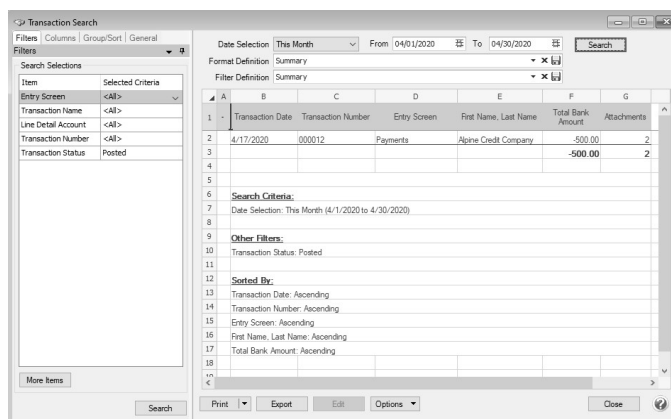 Transaction Search
Filters Columns Group/Sort General
Filters
Search Selections
Item Selected Criteria
Entry Screen <All>
Transaction Name <All>
Line Detail Account <All>
Transaction Number <All>
Transaction Status Posted
More Items
Search
Date Selection This Month From 04/01/2020 To 04/30/2020 Search
Format Definition Summary
Filter Definition Summary
A B C D E F G
1 - Transaction Date Transaction Number Entry Screen First Name, Last Name Total Bank Amount Attachments
2 4/17/2020 000012 Payments Alpine Credit Company -500.00 2
3 -500.00 2
4
5
6 Search Criteria:
7 Date Selection: This Month (4/1/2020 to 4/30/2020)
8
9 Other Filters:
10 Transaction Status: Posted
11
12 Sorted By:
13 Transaction Date: Ascending
14 Transaction Number: Ascending
15 Entry Screen: Ascending
16 First Name, Last Name: Ascending
17 Total Bank Amount: Ascending
18
19
Print Export Edit Options Close